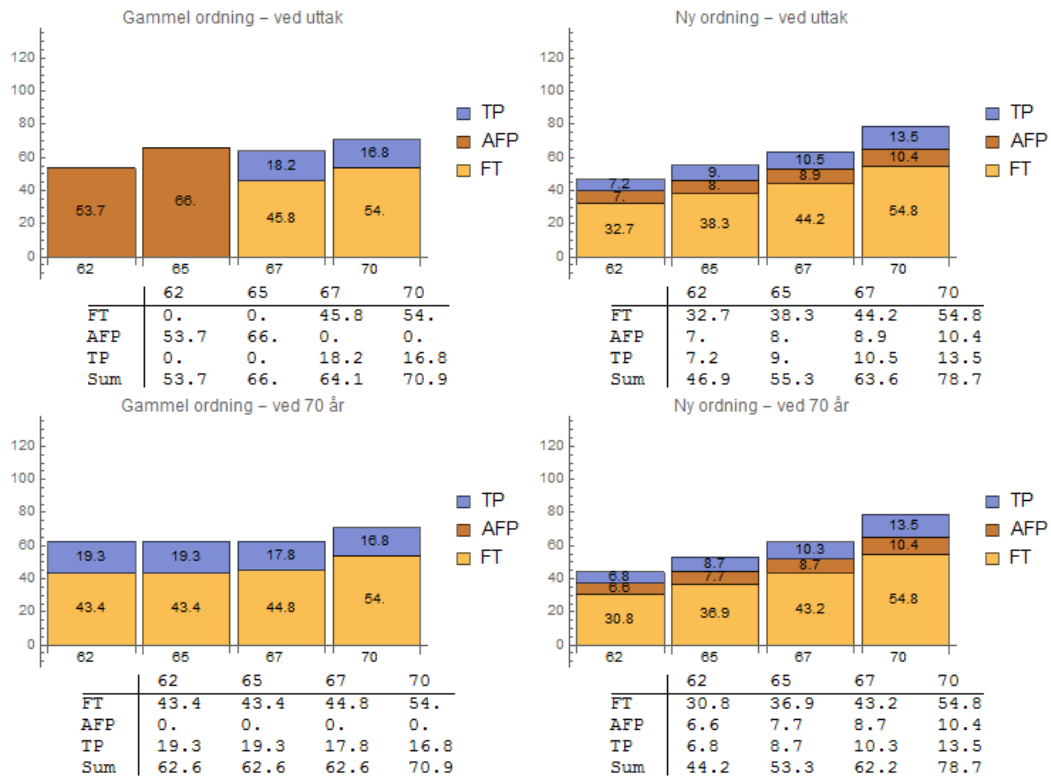 Gammel ordning – ved uttak
120
100
80
60
40
20
0
53.7
66.
18.2
45.8
16.8
54.
62 65 67 70
TP
AFP
FT
62 65 67 70
FT 0. 0. 45.8 54.
AFP 53.7 66. 0. 0.
TP 0. 0. 18.2 16.8
Sum 53.7 66. 64.1 70.9
Ny ordning – ved uttak
120
100
80
60
40
20
0
7.2
7.
32.7
9.
8.
38.3
10.5
8.9
44.2
13.5
10.4
54.8
62 65 67 70
TP
AFP
FT
62 65 67 70
FT 32.7 38.3 44.2 54.8
AFP 7. 8. 8.9 10.4
TP 7.2 9. 10.5 13.5
Sum 46.9 55.3 63.6 78.7
Gammel ordning – ved 70 år
120
100
80
60
40
20
0
19.3
43.4
19.3
43.4
17.8
44.8
16.8
54.
62 65 67 70
TP
AFP
FT
62 65 67 70
FT 43.4 43.4 44.8 54.
AFP 0. 0. 0. 0.
TP 19.3 19.3 17.8 16.8
Sum 62.6 62.6 62.6 70.9
Ny ordning – ved 70 år
120
100
80
60
40
20
0
6.8
6.6
30.8
8.7
7.7
36.9
10.3
8.7
43.2
13.5
10.4
54.8
62 65 67 70
TP
AFP
FT
62 65 67 70
FT 30.8 36.9 43.2 54.8
AFP 6.6 7.7 8.7 10.4
TP 6.8 8.7 10.3 13.5
Sum 44.2 53.3 62.2 78.7